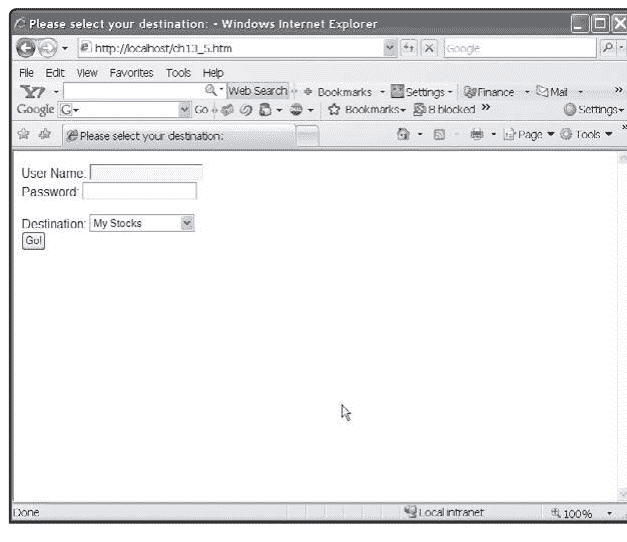 Please select your destination: - Windows Internet Explorer
http://localhost/ch13_5.htm Google
File Edit View Favorites Tools Help
Y! Web Search Bookmarks Settings Finance Mail »
Google G Go Bookmarks 8 blocked » Settings
Please select your destination: Page Tools »
User Name:
Password:
Destination: My Stocks
Go!
Done Local intranet 100%